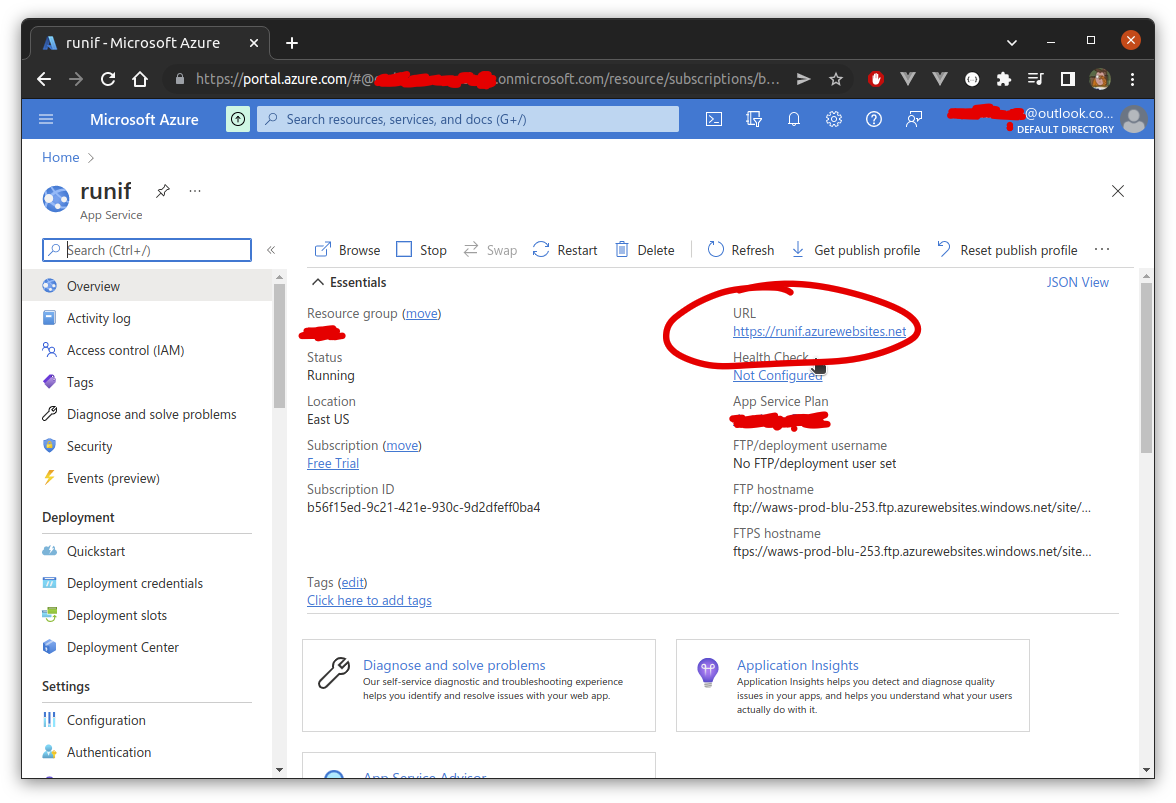 runif - Microsoft Azure
https://portal.azure.com/#@
.onmicrosoft.com/resource/subscriptions/b…
Microsoft Azure
Search resources, services, and docs (G+/)
@outlook.co...
DEFAULT DIRECTORY
Home
runif
App Service
Search (Ctrl+/)
Browse
Stop
Swap
Restart
Delete
Refresh
Get publish profile
Reset publish profile
Overview
Activity log
Access control (IAM)
Tags
Diagnose and solve problems
Security
Events (preview)
Deployment
Quickstart
Deployment credentials
Deployment slots
Deployment Center
Settings
Configuration
Authentication
Essentials
JSON View
Resource group (move)
Status
Running
Location
East US
Subscription (move)
Free Trial
Subscription ID
b56f15ed-9c21-421e-930c-9d2dfeff0ba4
URL
https://runif.azurewebsites.net
Health Check
Not Configured
App Service Plan
FTP/deployment username
No FTP/deployment user set
FTP hostname
ftp://waws-prod-blu-253.ftp.azurewebsites.windows.net/site/...
FTPS hostname
ftps://waws-prod-blu-253.ftp.azurewebsites.windows.net/site...
Tags (edit)
Click here to add tags
Diagnose and solve problems
Our self-service diagnostic and troubleshooting experience
helps you identify and resolve issues with your web app.
Application Insights
Application Insights helps you detect and diagnose quality
issues in your apps, and helps you understand what your users
actually do with it.
App Service Advisor